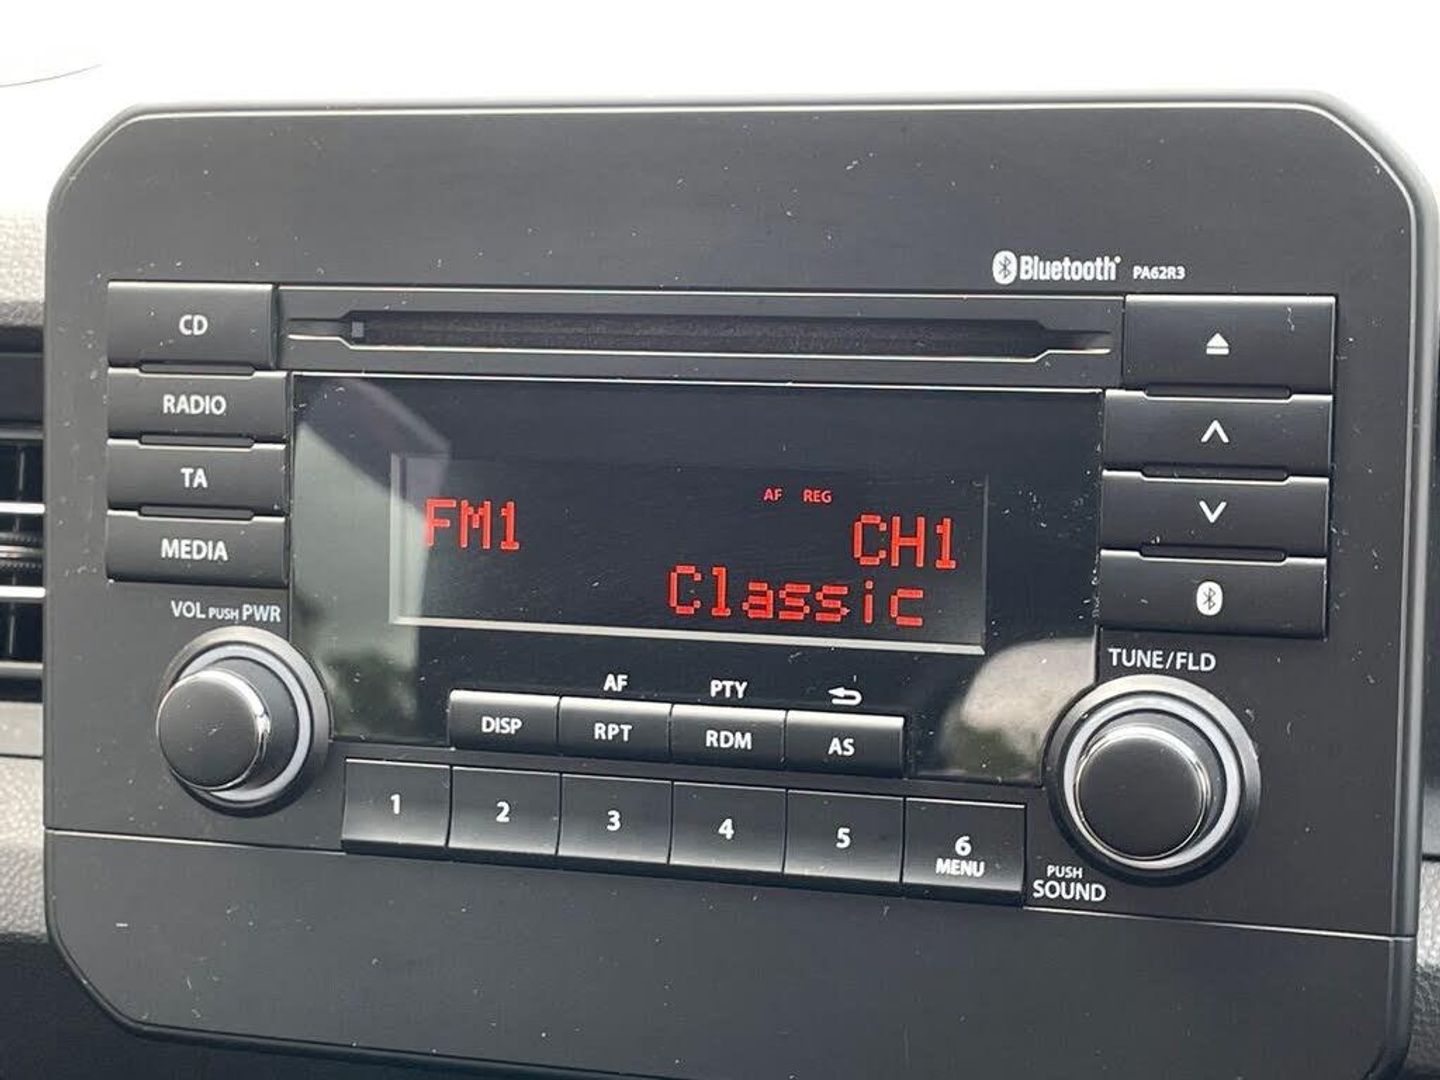 Bluetooth PA62R3
CD
RADIO
TA
MEDIA
AF REG
FM1 CH1
Classic
VOL PUSH PWR
TUNE/FLD
AF PTY
DISP RPT RDM AS
1 2 3 4 5 6
MENU
PUSH
SOUND